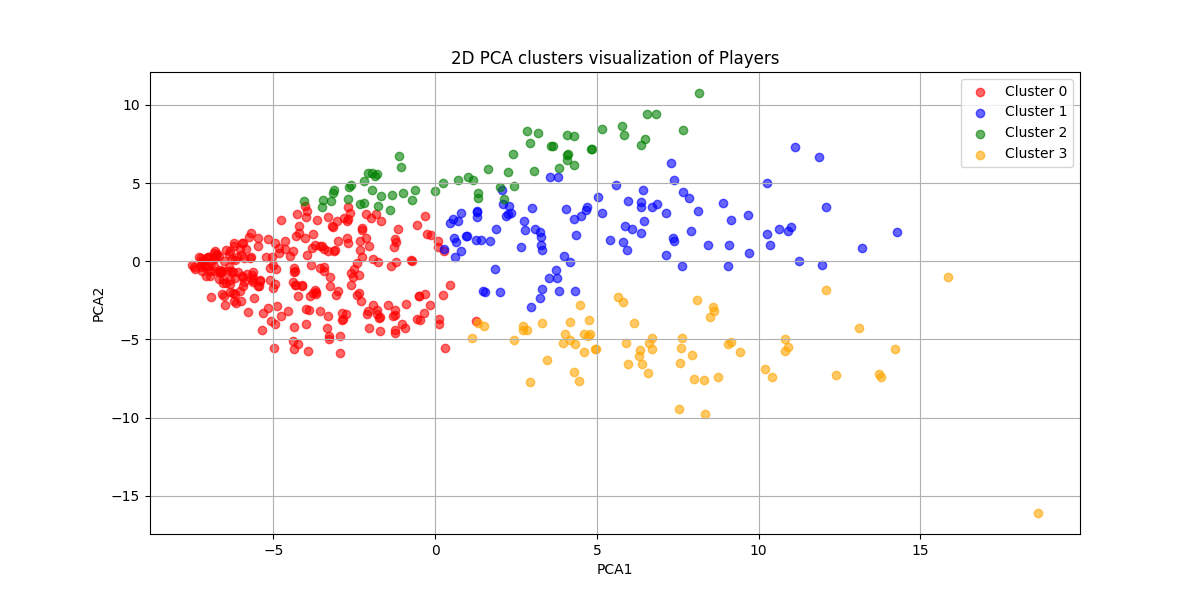 2D PCA clusters visualization of Players
Cluster 0
Cluster 1
Cluster 2
Cluster 3
10
5
0
−5
−10
−15
PCA2
−5
0
5
10
15
PCA1